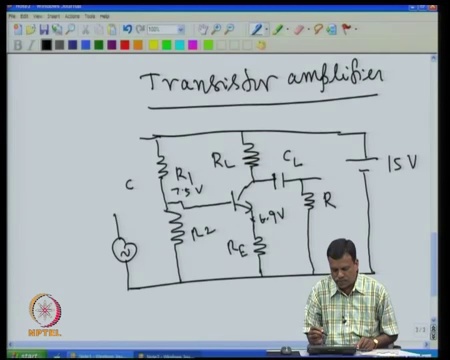 File Edit View Insert Actions Tools Help
Transistor amplifier
R1
RL
CL
15 V
C
7.5 V
R
6.9V
R2
RE
NPTEL